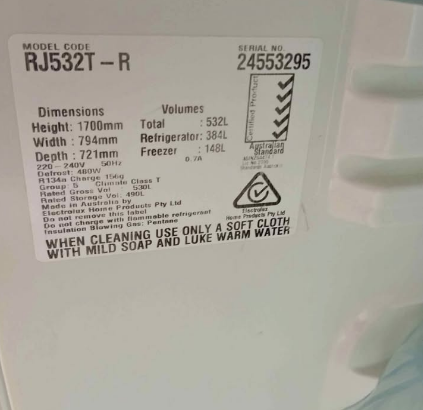 MODEL CODE
RJ532T-R
SERIAL NO.
24553295
Certified Product
Australian
Standard
Dimensions
Height: 1700mm
Width : 794mm
Depth : 721mm
Volumes
Total : 532L
Refrigerator: 384L
Freezer : 148L
220-240V 50Hz
0.7A
Defrost: 480W
R134a Charge 156g
Group 5 Climate Class T
Rated Gross Vol: 530L
Rated Storage Vol: 490L
Made in Australia by
Electrolux Home Products Pty Ltd
Do not remove this label
Do not charge with flammable refrigerant
Insulation Blowing Gas: Pentane
Electrolux
Home Products Pty Ltd
WHEN CLEANING USE ONLY A SOFT CLOTH
WITH MILD SOAP AND LUKE WARM WATER